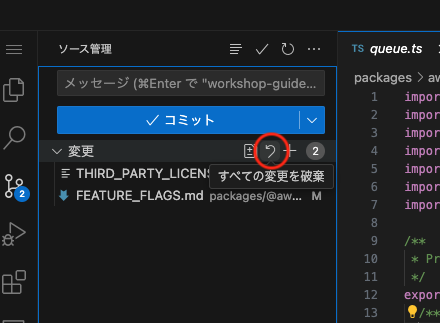 ソース管理
TS queue.ts
メッセージ (⌘Enter で "workshop-guide...
packages > aw
コミット
変更 2
THIRD_PARTY_LICENS
すべての変更を破棄
FEATURE_FLAGS.md packages/@aw... M
2
1 impor
2 impor
3 impor
4 impor
5 impor
6 impor
7 impor
8
9 /**
10 * Pr
11 */
12 expor
13 /**